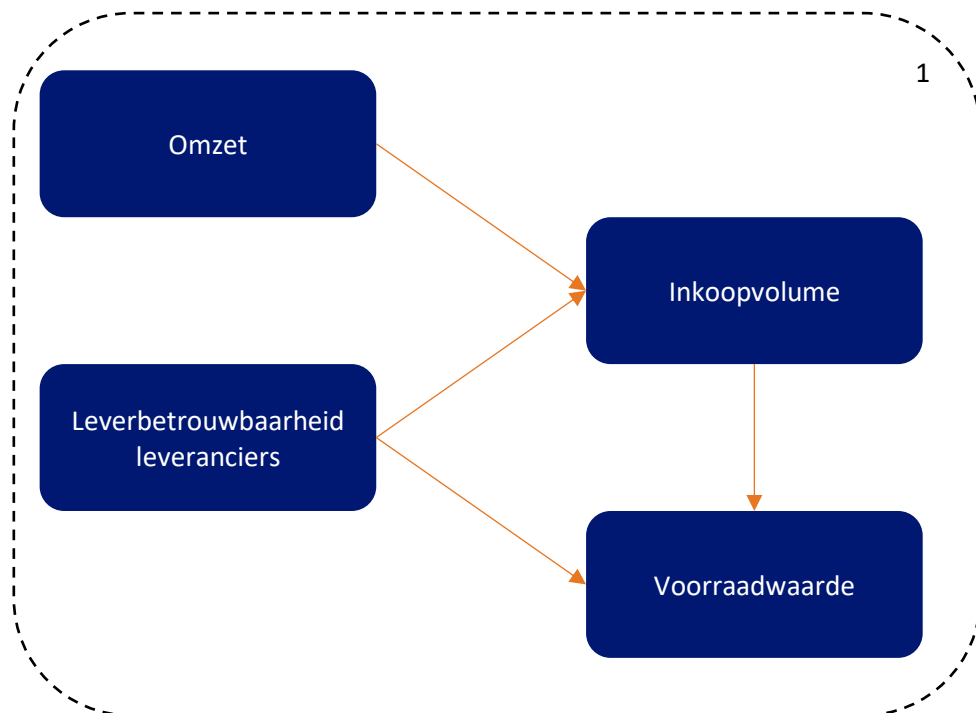 1
Omzet
Inkoopvolume
Leverbetrouwbaarheid
leveranciers
Voorraadwaarde